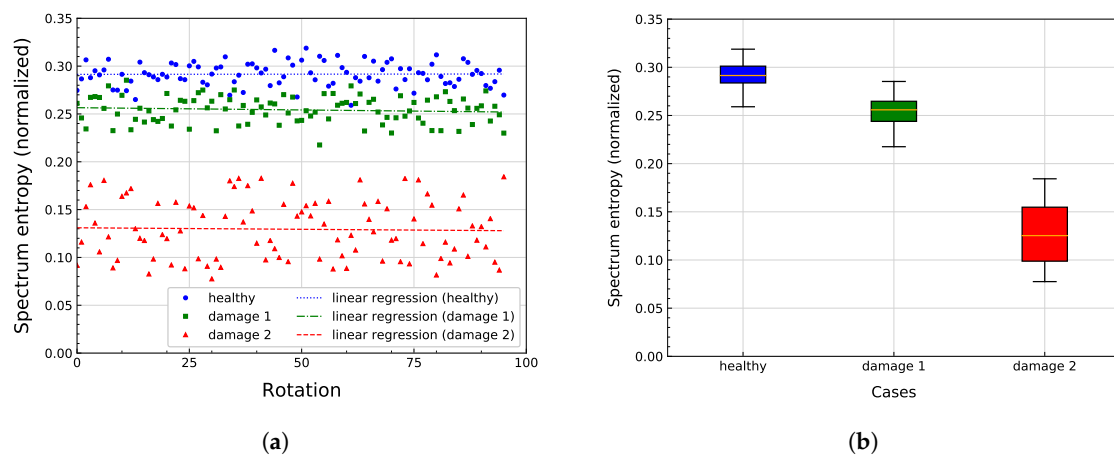 0.35
0.30
0.25
0.20
0.15
0.10
0.05
0.00
Spectrum entropy (normalized)
healthy
damage 1
damage 2
linear regression (healthy)
linear regression (damage 1)
linear regression (damage 2)
0 25 50 75 100
Rotation
(a)
0.35
0.30
0.25
0.20
0.15
0.10
0.05
0.00
Spectrum entropy (normalized)
healthy damage 1 damage 2
Cases
(b)